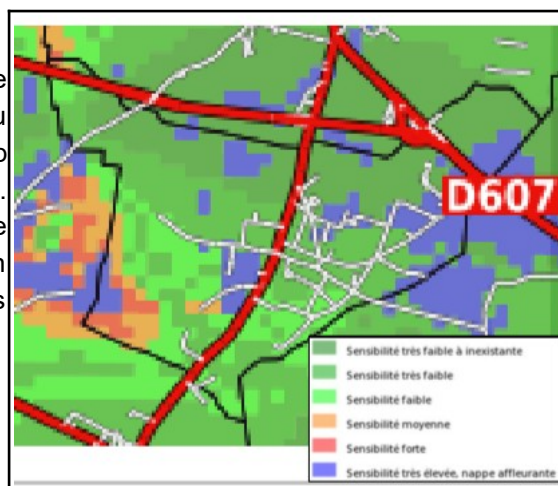 e
u
o
.
e
n
s
D607
Sensibilité très faible à inexistante
Sensibilité très faible
Sensibilité faible
Sensibilité moyenne
Sensibilité forte
Sensibilité très élevée, nappe affleurante